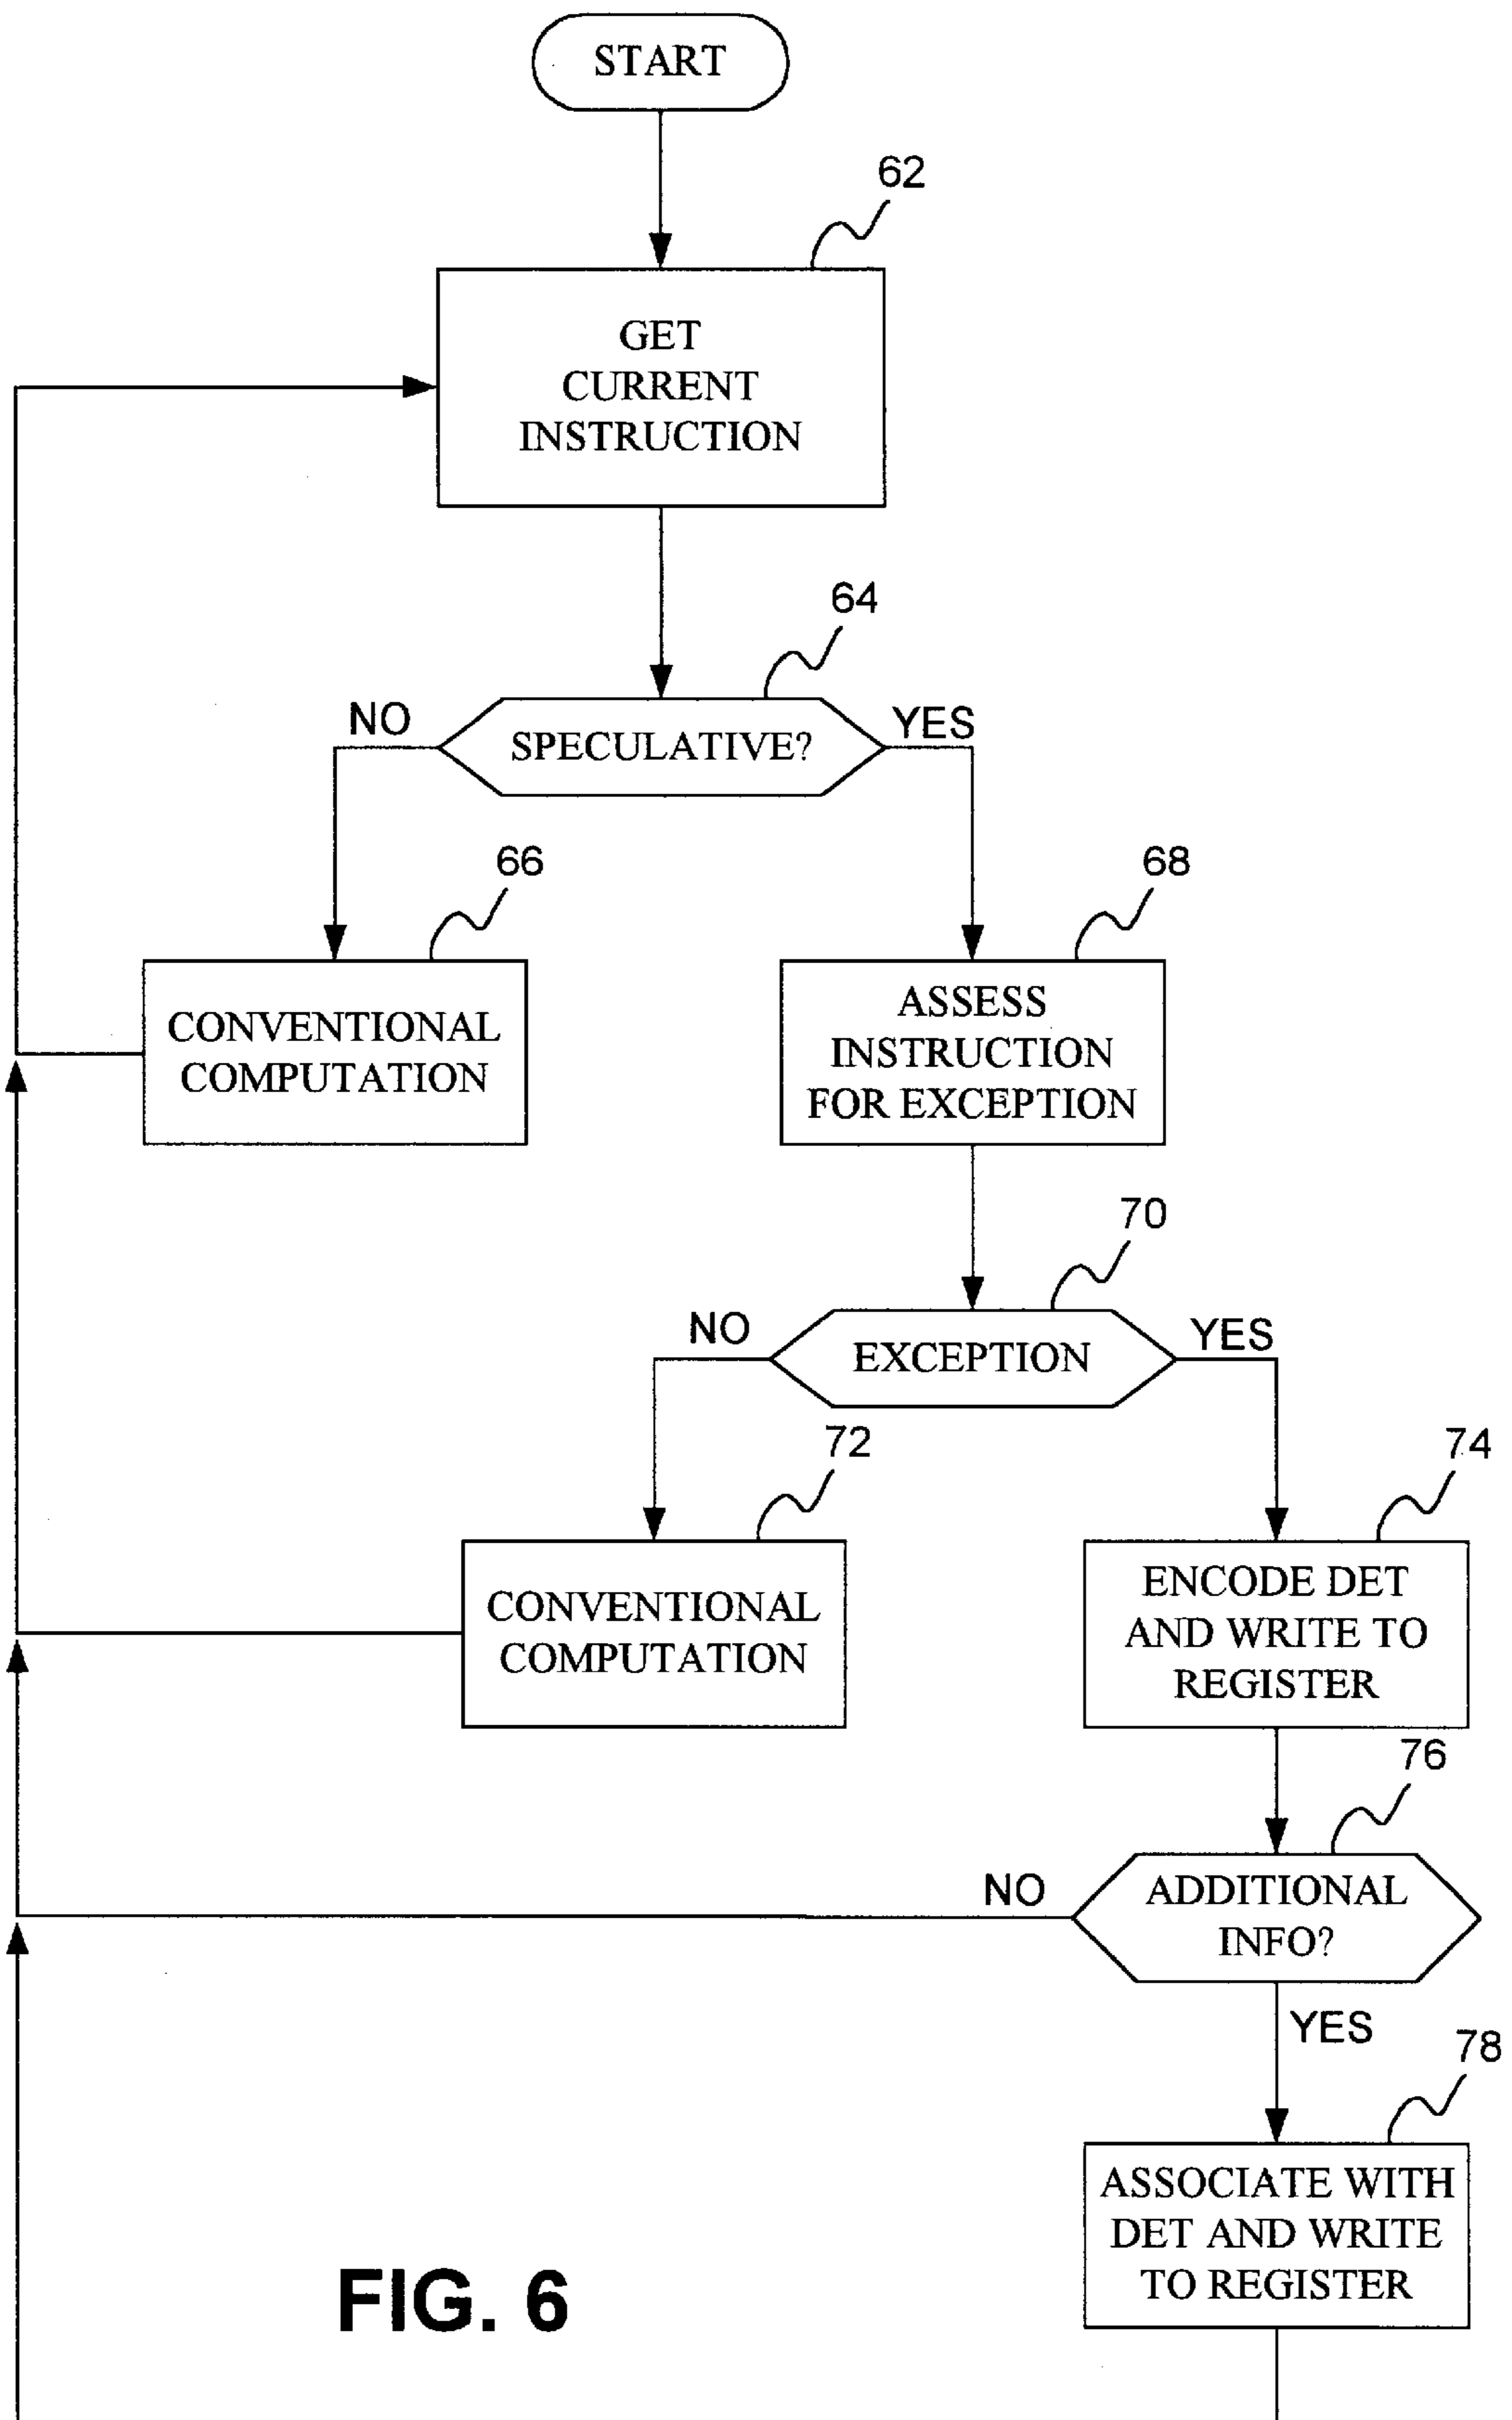 START
62
GET
CURRENT
INSTRUCTION
64
NO
YES
SPECULATIVE?
66
68
CONVENTIONAL
COMPUTATION
ASSESS
INSTRUCTION
FOR EXCEPTION
70
NO
YES
EXCEPTION
72
74
CONVENTIONAL
COMPUTATION
ENCODE DET
AND WRITE TO
REGISTER
76
NO
ADDITIONAL
INFO?
YES
78
ASSOCIATE WITH
DET AND WRITE
TO REGISTER
FIG. 6